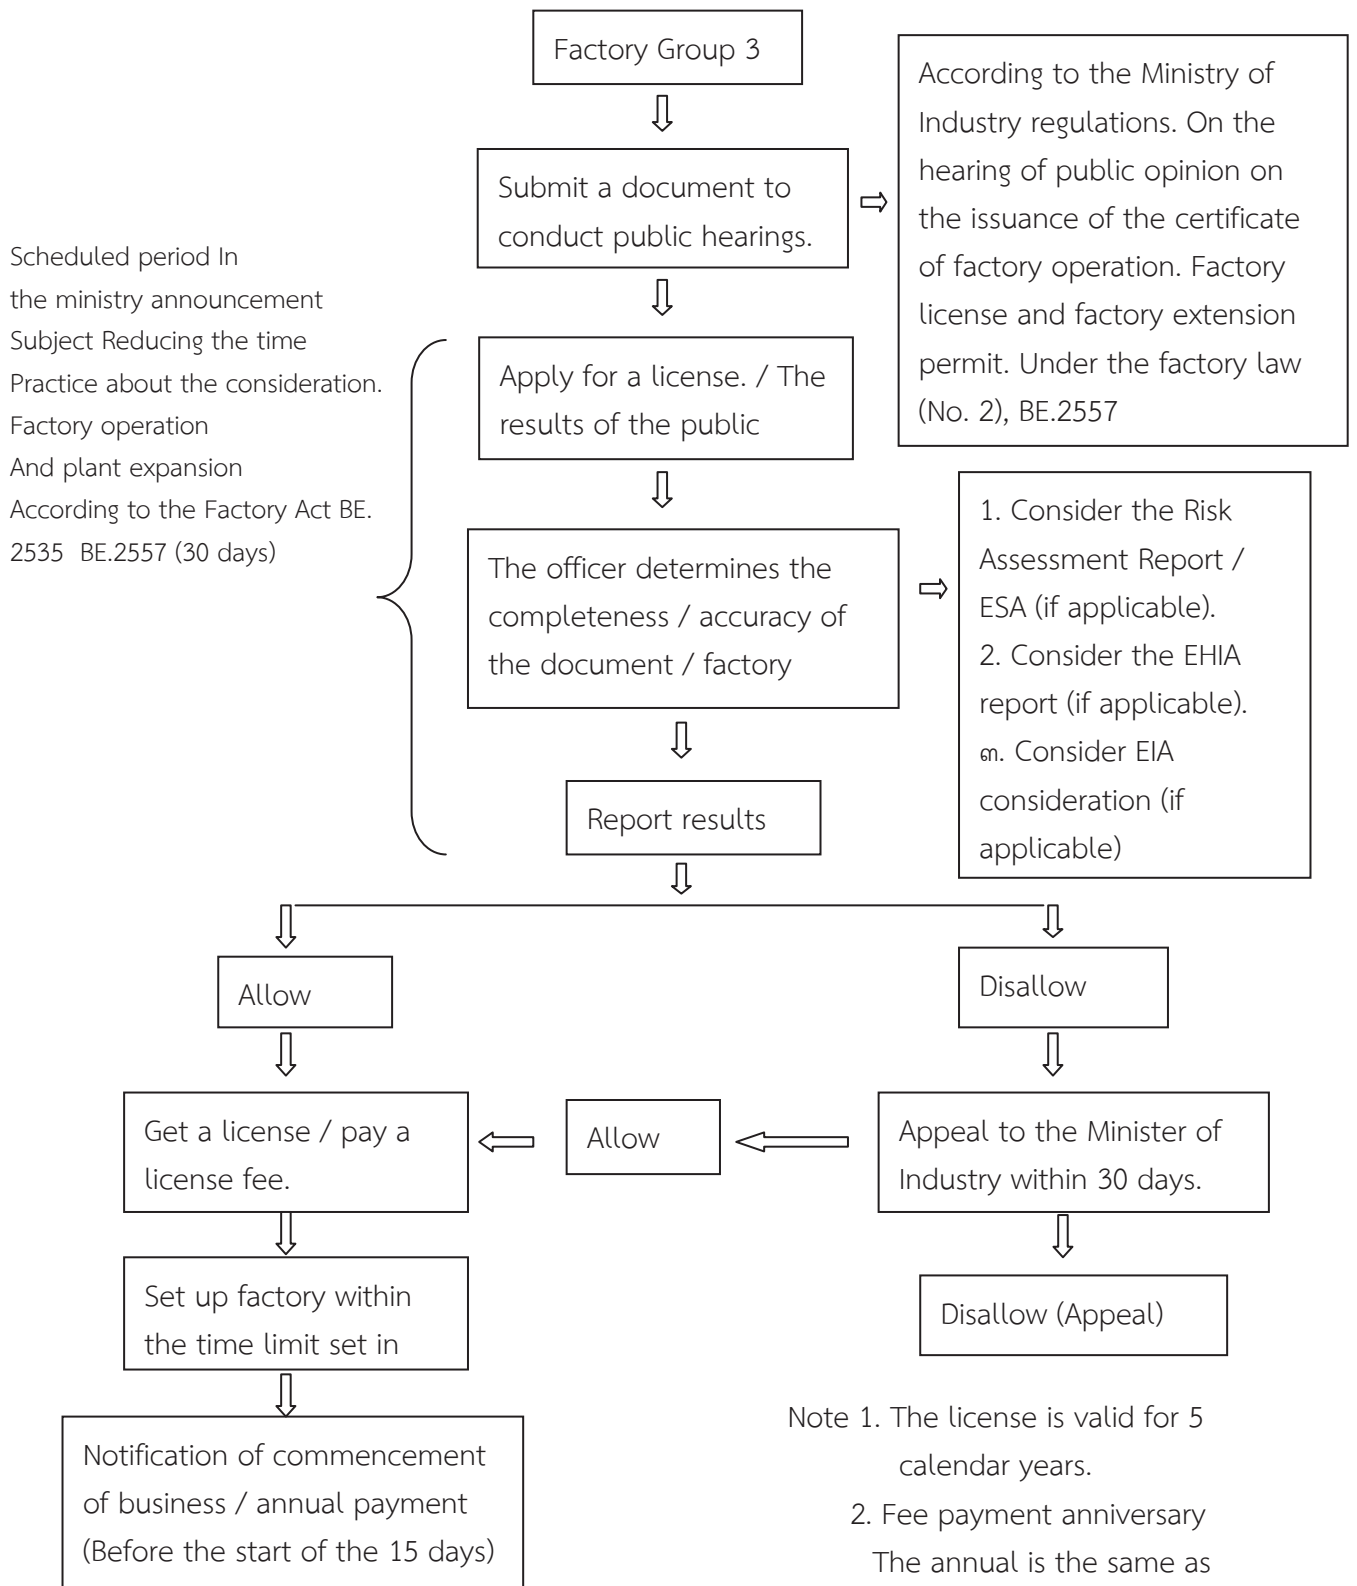 Factory Group 3
According to the Ministry of
Industry regulations. On the
hearing of public opinion on
the issuance of the certificate
of factory operation. Factory
license and factory extension
permit. Under the factory law
(No. 2), BE.2557
Submit a document to
conduct public hearings.
Scheduled period In
the ministry announcement
Subject Reducing the time
Practice about the consideration.
Factory operation
And plant expansion
According to the Factory Act BE.
2535 BE.2557 (30 days)
Apply for a license. / The
results of the public
The officer determines the
completeness / accuracy of
the document / factory
1. Consider the Risk
Assessment Report /
ESA (if applicable).
2. Consider the EHIA
report (if applicable).
๓. Consider EIA
consideration (if
applicable)
Report results
Allow
Disallow
Get a license / pay a
license fee.
Allow
Appeal to the Minister of
Industry within 30 days.
Set up factory within
the time limit set in
Disallow (Appeal)
Notification of commencement
of business / annual payment
(Before the start of the 15 days)
Note 1. The license is valid for 5
calendar years.
2. Fee payment anniversary
The annual is the same as